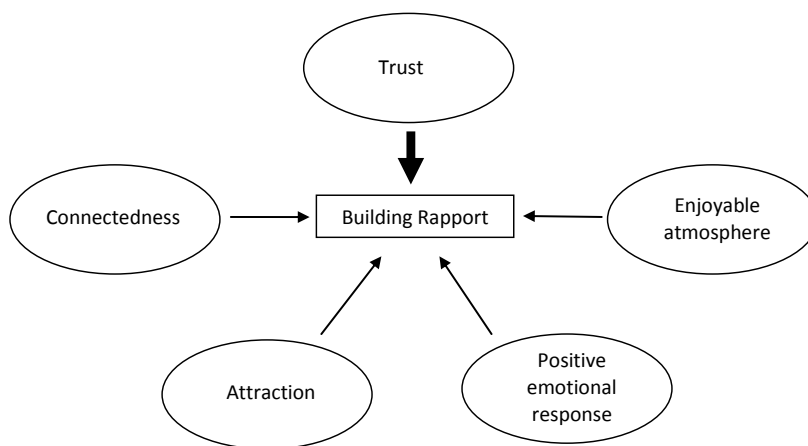 Trust
Connectedness
Building Rapport
Enjoyable
atmosphere
Attraction
Positive
emotional
response